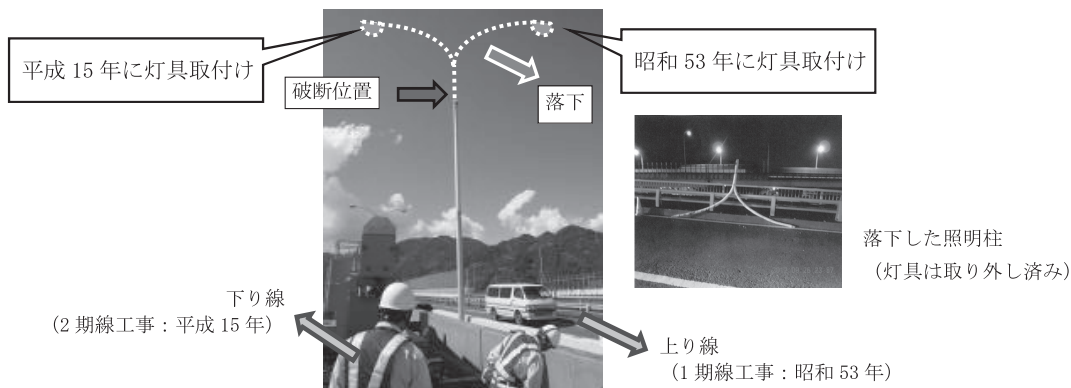 平成 15 年に灯具取付け
昭和 53 年に灯具取付け
破断位置
落下
落下した照明柱
(灯具は取り外し済み)
下り線
(2 期線工事：平成 15 年)
上り線
(1 期線工事：昭和 53 年)